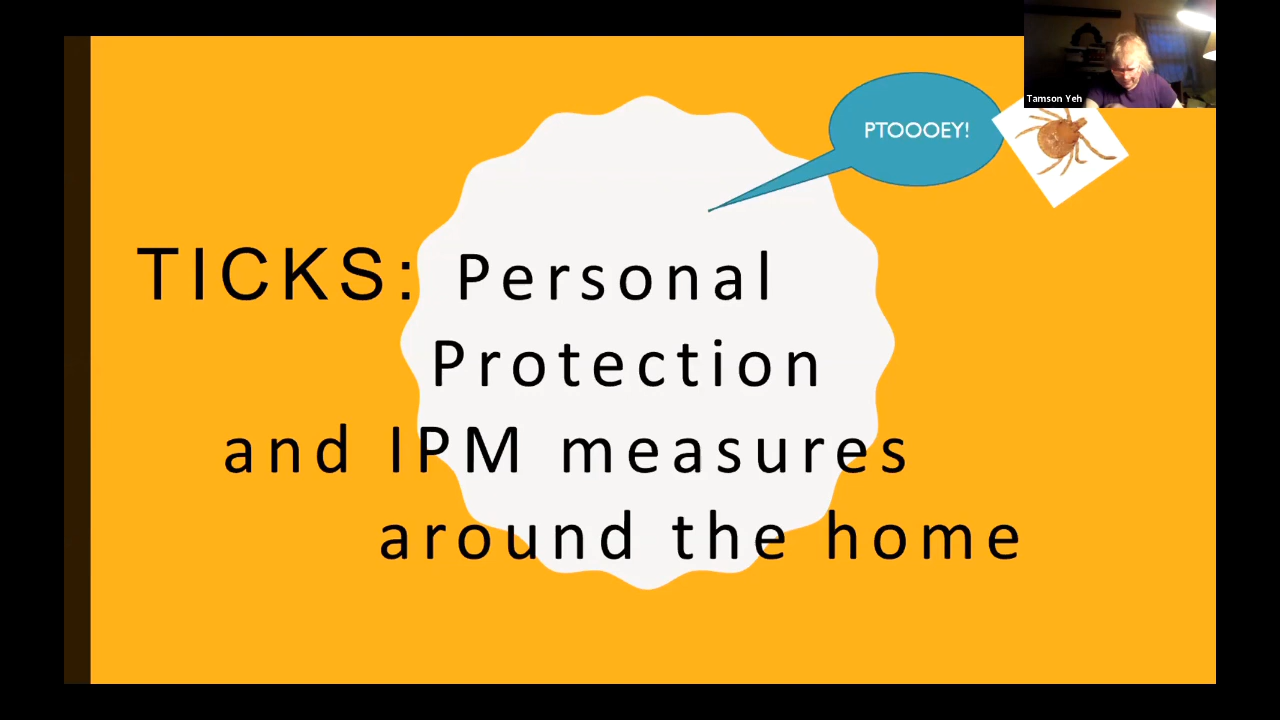 Tamson Yeh
PTOOOEY!
TICKS: Personal
Protection
and IPM measures
around the home